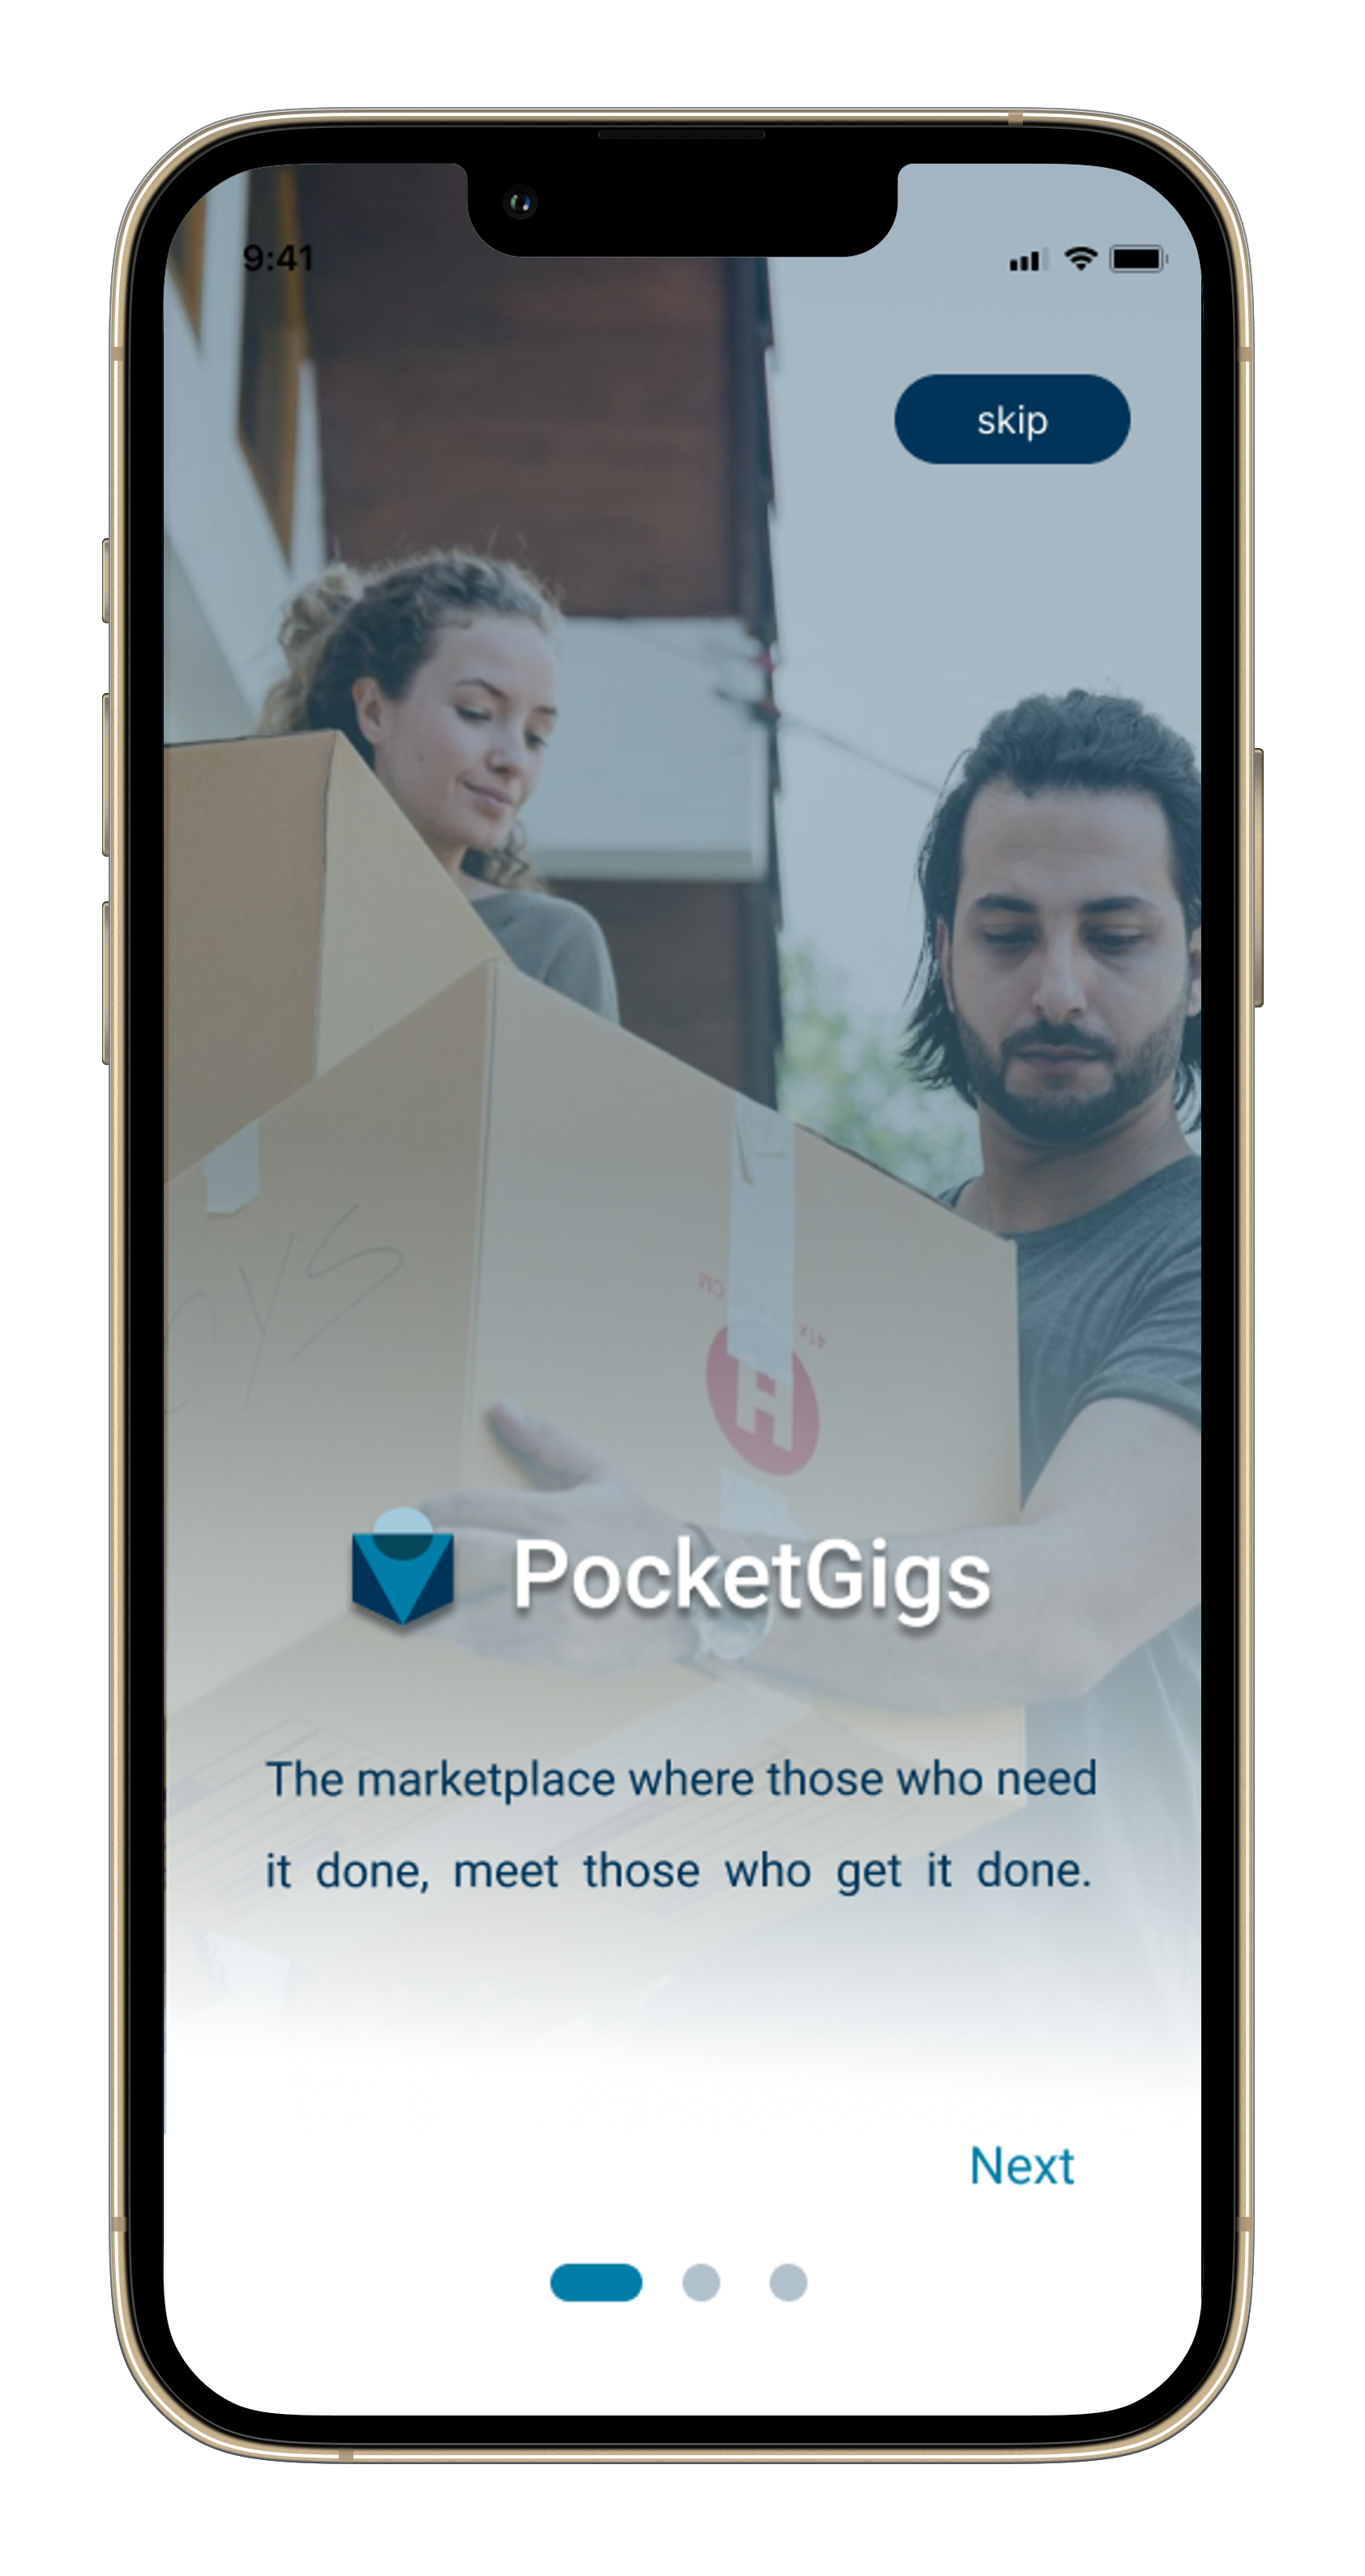 9:41
skip
OYS
H
PocketGigs
The marketplace where those who need
it done, meet those who get it done.
Next